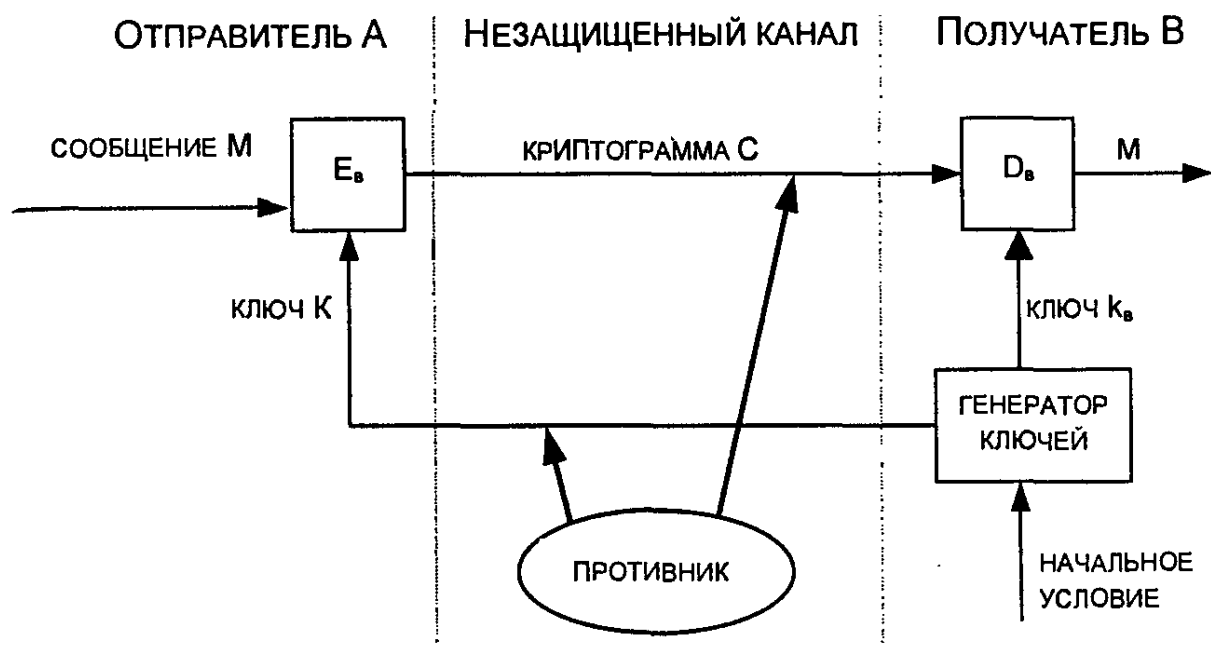 ОТПРАВИТЕЛЬ А
НЕЗАЩИЩЕННЫЙ КАНАЛ
ПОЛУЧАТЕЛЬ В
СООБЩЕНИЕ М
Eв
КРИПТОГРАММА С
Dв
М
КЛЮЧ К
КЛЮЧ kв
ГЕНЕРАТОР
КЛЮЧЕЙ
ПРОТИВНИК
НАЧАЛЬНОЕ
УСЛОВИЕ